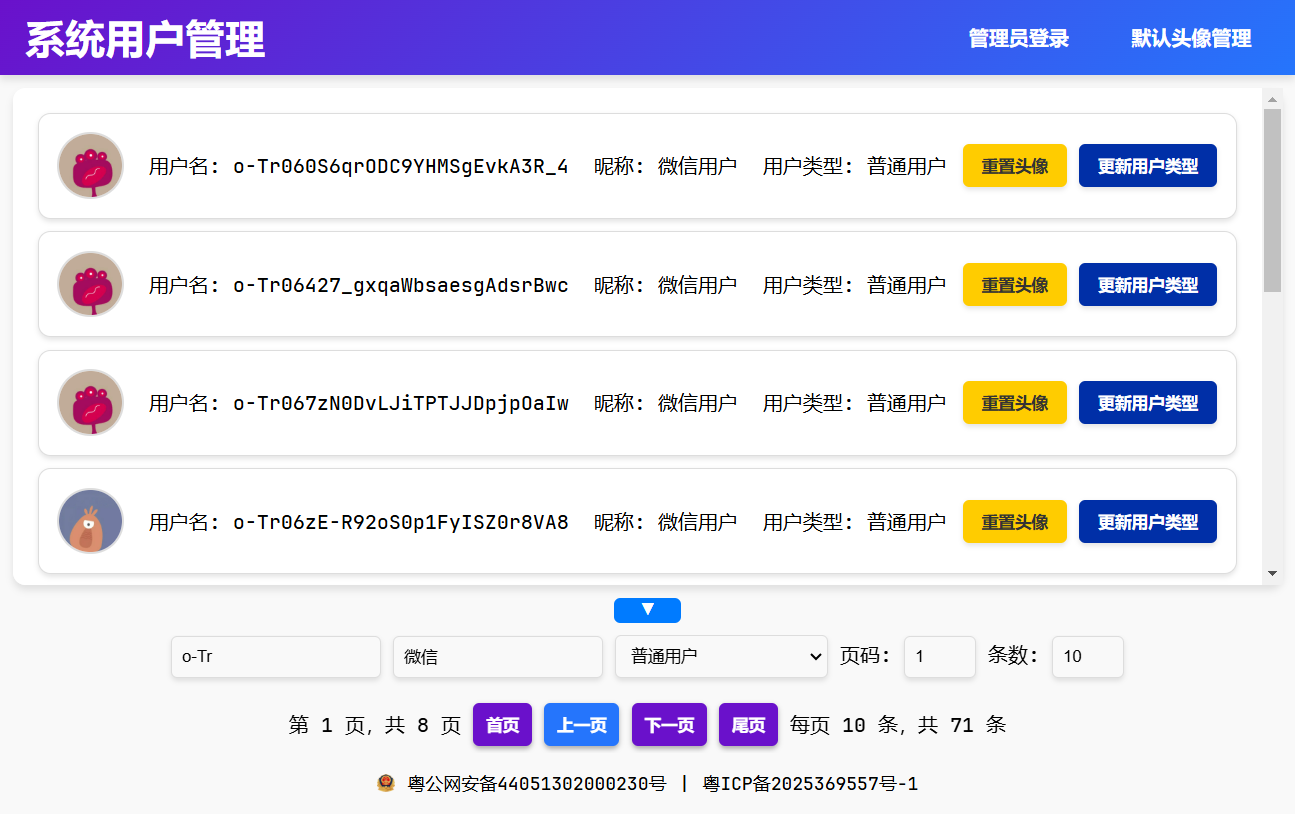 系统用户管理 管理员登录 默认头像管理
用户名: o-Tr060S6qrODC9YHMSgEvkA3R_4 昵称: 微信用户 用户类型: 普通用户 重置头像 更新用户类型
用户名: o-Tr06427_gxqaWbsaesgAdsrBwc 昵称: 微信用户 用户类型: 普通用户 重置头像 更新用户类型
用户名: o-Tr067zN0DvLJiTPTJJDpjpOaIw 昵称: 微信用户 用户类型: 普通用户 重置头像 更新用户类型
用户名: o-Tr06zE-R92oS0p1FyISZ0r8VA8 昵称: 微信用户 用户类型: 普通用户 重置头像 更新用户类型
▼
o-Tr 微信 普通用户 页码: 1 条数: 10
第 1 页, 共 8 页 首页 上一页 下一页 尾页 每页 10 条, 共 71 条
粤公网安备44051302000230号 | 粤ICP备2025369557号-1